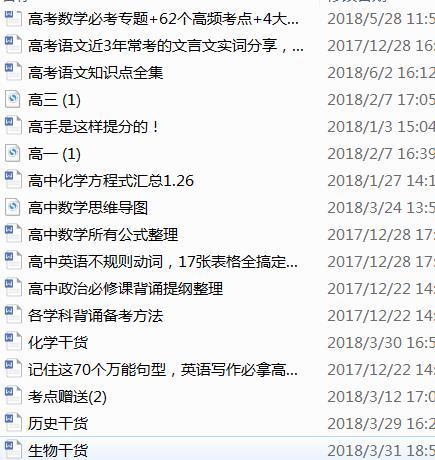 高考数学必考专题+62个高频考点+4大... 2018/5/28 11:5
高考语文近3年常考的文言文实词分享，... 2017/12/28 16
高考语文知识点全集 2018/6/2 16:12
高三 (1) 2018/2/7 17:05
高手是这样提分的！ 2018/1/3 15:04
高一 (1) 2018/2/7 16:39
高中化学方程式汇总1.26 2018/1/27 14:1
高中数学思维导图 2018/3/24 13:5
高中数学所有公式整理 2017/12/28 17
高中英语不规则动词，17张表格全搞定... 2017/12/28 17
高中政治必修课背诵提纲整理 2017/12/22 14
各学科背诵备考方法 2017/12/22 14
化学干货 2018/3/30 16:5
记住这70个万能句型，英语写作必拿高... 2017/12/22 14
考点赠送(2) 2018/3/12 17:0
历史干货 2018/3/29 16:2
生物干货 2018/3/31 18:5